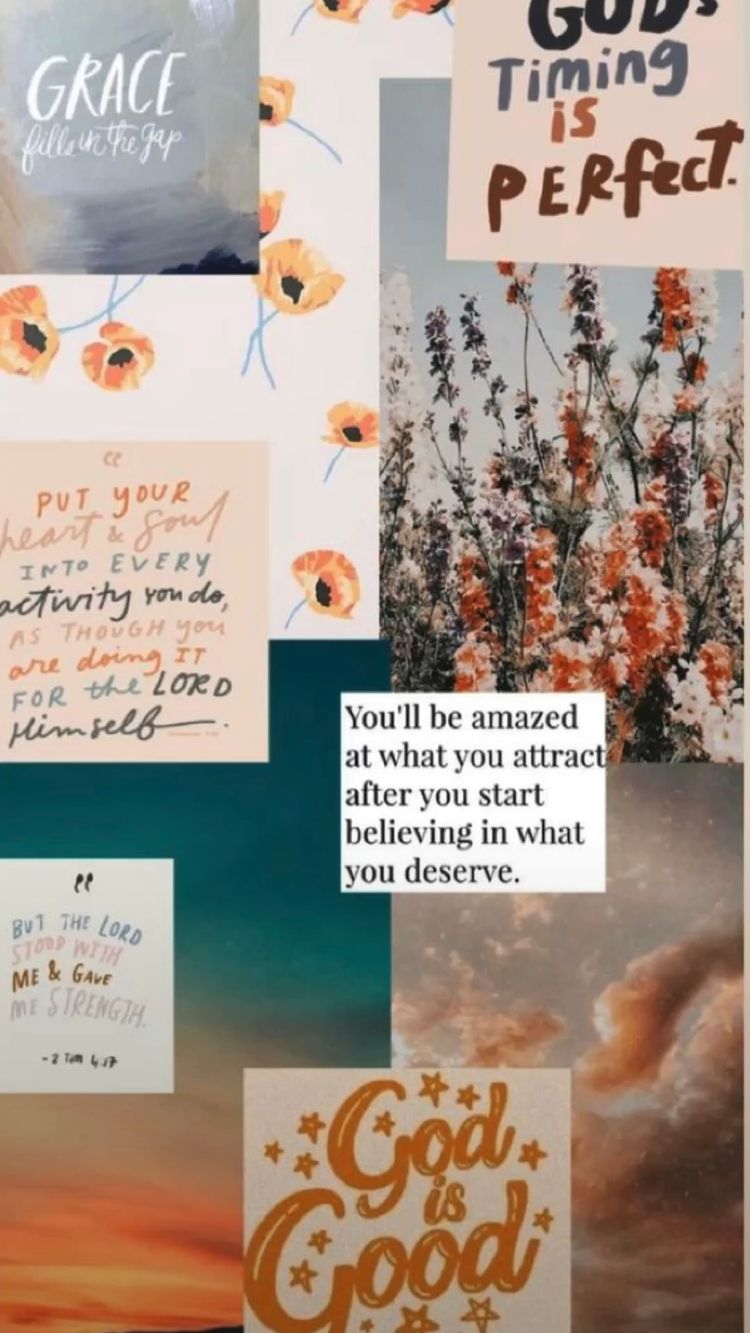 GRACE
fills in the gap
GOD's
Timing
is
PERfect.
"
PUT YOUR
heart & Soul
INTO EVERY
activity you do,
AS THOUGH you
are doing IT
FOR the LORD
Himself
You'll be amazed
at what you attract
after you start
believing in what
you deserve.
"
BUT THE LORD
STOOD WITH
ME & GAVE
ME STRENGTH.
- 2 Tim 4:17
God
is
Good